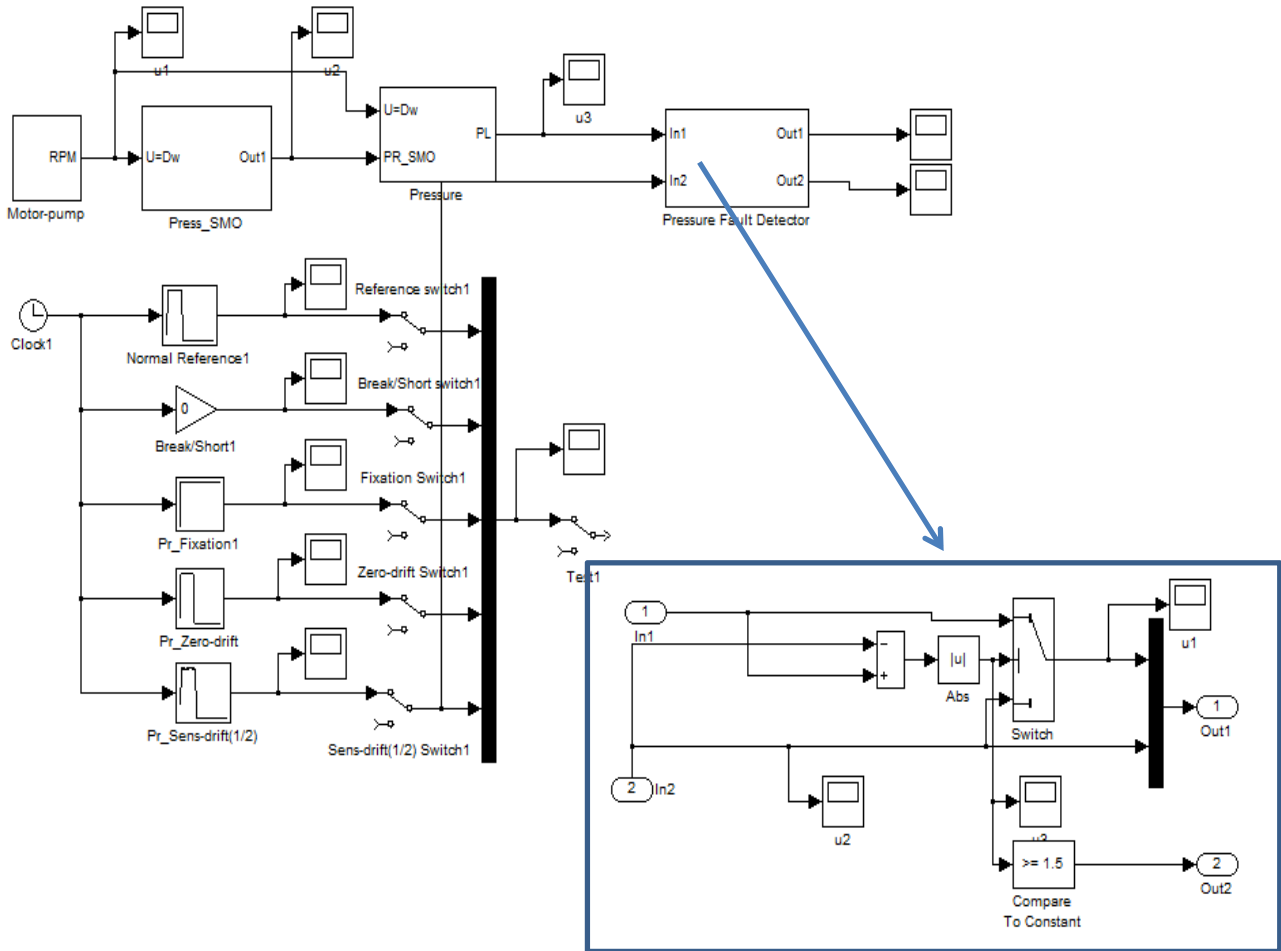 u1
u2
u3
RPM
Motor-pump
U=Dw
Out1
Press_SMO
U=Dw
PR_SMO
PL
Pressure
In1
In2
Out1
Out2
Pressure Fault Detector
Clock1
Normal Reference1
Reference switch1
0
Break/Short1
Break/Short switch1
Pr_Fixation1
Fixation Switch1
Pr_Zero-drift
Zero-drift Switch1
Pr_Sens-drift(1/2)
Sens-drift(1/2) Switch1
Test1
1
In1
−
+
|u|
Abs
Switch
u1
1
Out1
2
In2
u2
u3
>= 1.5
Compare
To Constant
2
Out2